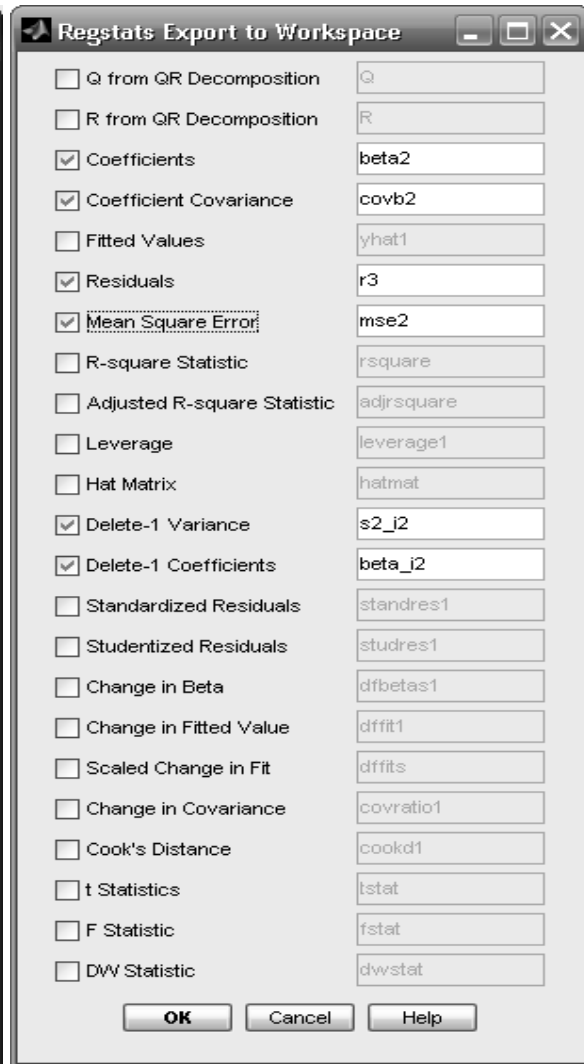 Regstats Export to Workspace
Q from QR Decomposition Q
R from QR Decomposition R
Coefficients beta2
Coefficient Covariance covb2
Fitted Values yhat1
Residuals r3
Mean Square Error mse2
R-square Statistic rsquare
Adjusted R-square Statistic adjrsquare
Leverage leverage1
Hat Matrix hatmat
Delete-1 Variance s2_i2
Delete-1 Coefficients beta_i2
Standardized Residuals standres1
Studentized Residuals studres1
Change in Beta dfbetas1
Change in Fitted Value dffit1
Scaled Change in Fit dffits
Change in Covariance covratio1
Cook's Distance cookd1
t Statistics tstat
F Statistic fstat
DW Statistic dwstat
OK Cancel Help